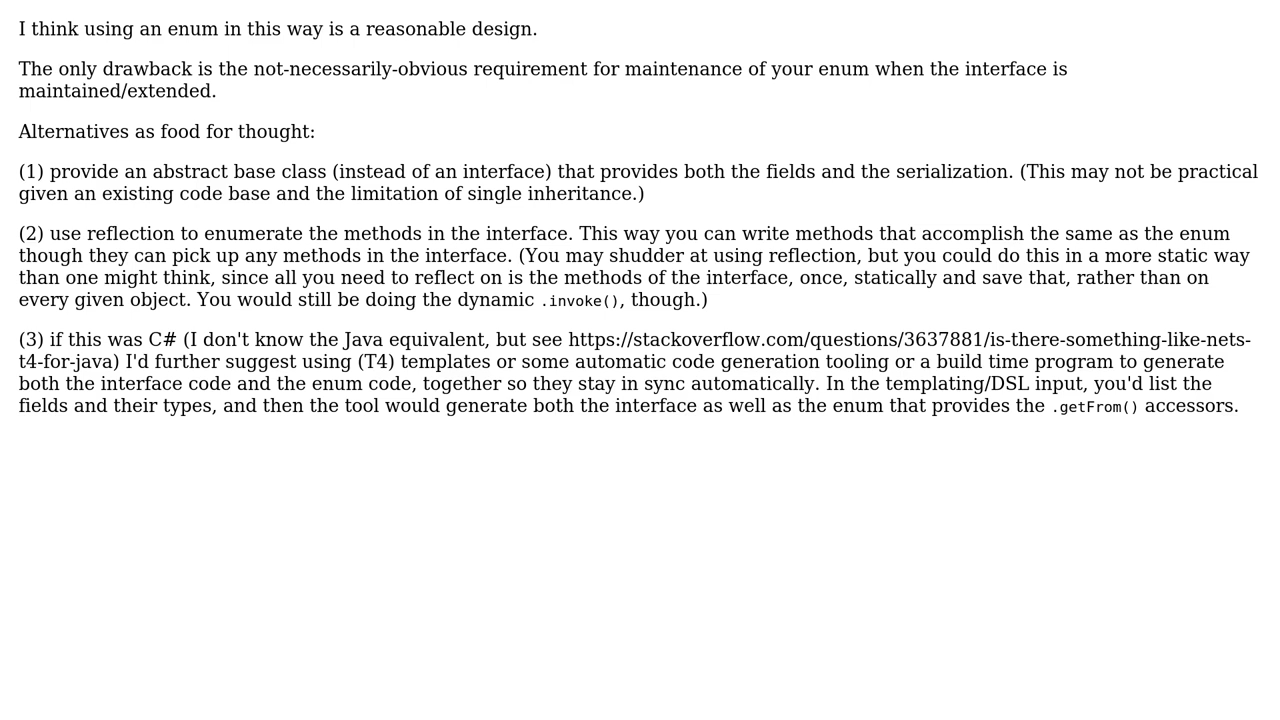 I think using an enum in this way is a reasonable design.
The only drawback is the not-necessarily-obvious requirement for maintenance of your enum when the interface is
maintained/extended.
Alternatives as food for thought:
(1) provide an abstract base class (instead of an interface) that provides both the fields and the serialization. (This may not be practical
given an existing code base and the limitation of single inheritance.)
(2) use reflection to enumerate the methods in the interface. This way you can write methods that accomplish the same as the enum
though they can pick up any methods in the interface. (You may shudder at using reflection, but you could do this in a more static way
than one might think, since all you need to reflect on is the methods of the interface, once, statically and save that, rather than on
every given object. You would still be doing the dynamic .invoke(), though.)
(3) if this was C# (I don't know the Java equivalent, but see https://stackoverflow.com/questions/3637881/is-there-something-like-nets-
t4-for-java) I'd further suggest using (T4) templates or some automatic code generation tooling or a build time program to generate
both the interface code and the enum code, together so they stay in sync automatically. In the templating/DSL input, you'd list the
fields and their types, and then the tool would generate both the interface as well as the enum that provides the .getFrom() accessors.